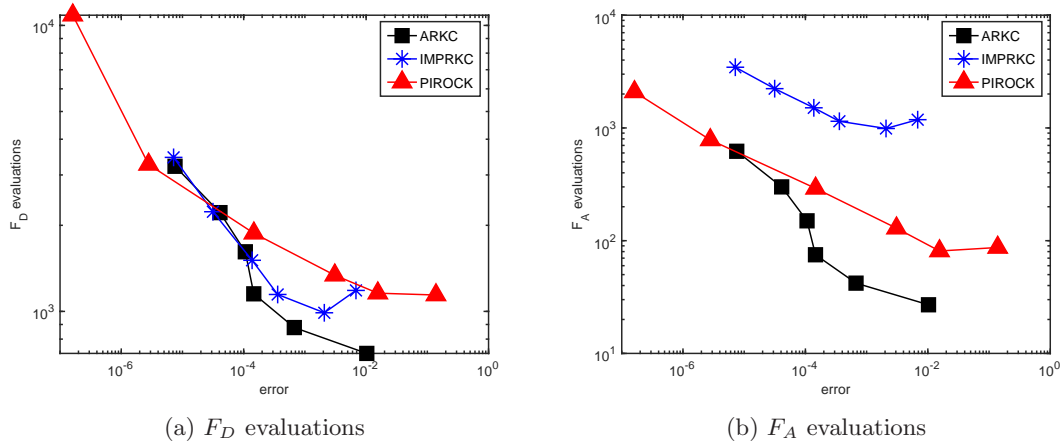 10^4
10^3
F_D evaluations
10^-6
10^-4
10^-2
10^0
error
ARKC
IMPRKC
PIROCK
(a) F_D evaluations
10^4
10^3
10^2
10^1
F_A evaluations
10^-6
10^-4
10^-2
10^0
error
ARKC
IMPRKC
PIROCK
(b) F_A evaluations